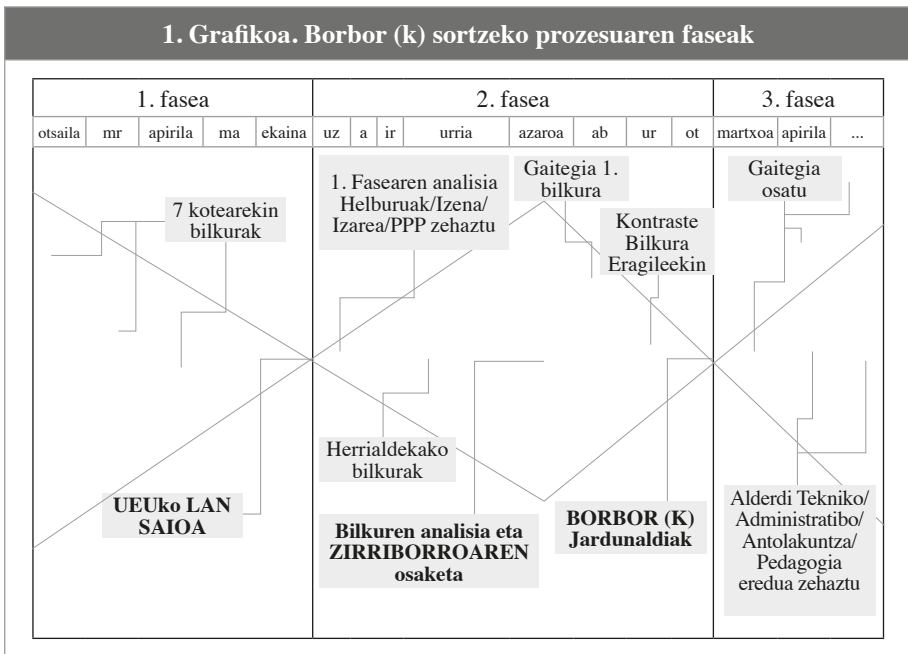 1. Grafikoa. Borbor (k) sortzeko prozesuaren faseak
1. fasea
2. fasea
3. fasea
otsaila
mr
apirila
ma
ekaina
uz
a
ir
urria
azaroa
ab
ur
ot
martxoa
apirila
...
7 kotearekin
bilkurak
1. Fasearen analisia
Helburuak/Izena/
Izarea/PPP zehaztu
Gaitegia 1.
bilkura
Kontraste
Bilkura
Eragileekin
Gaitegia
osatu
UEUko LAN
SAIOA
Herrialdekako
bilkurak
Bilkuren analisia eta
ZIRRIBORROAREN
osaketa
BORBOR (K)
Jardunaldiak
Alderdi Tekniko/
Administratibo/
Antolakuntza/
Pedagogia
eredua zehaztu